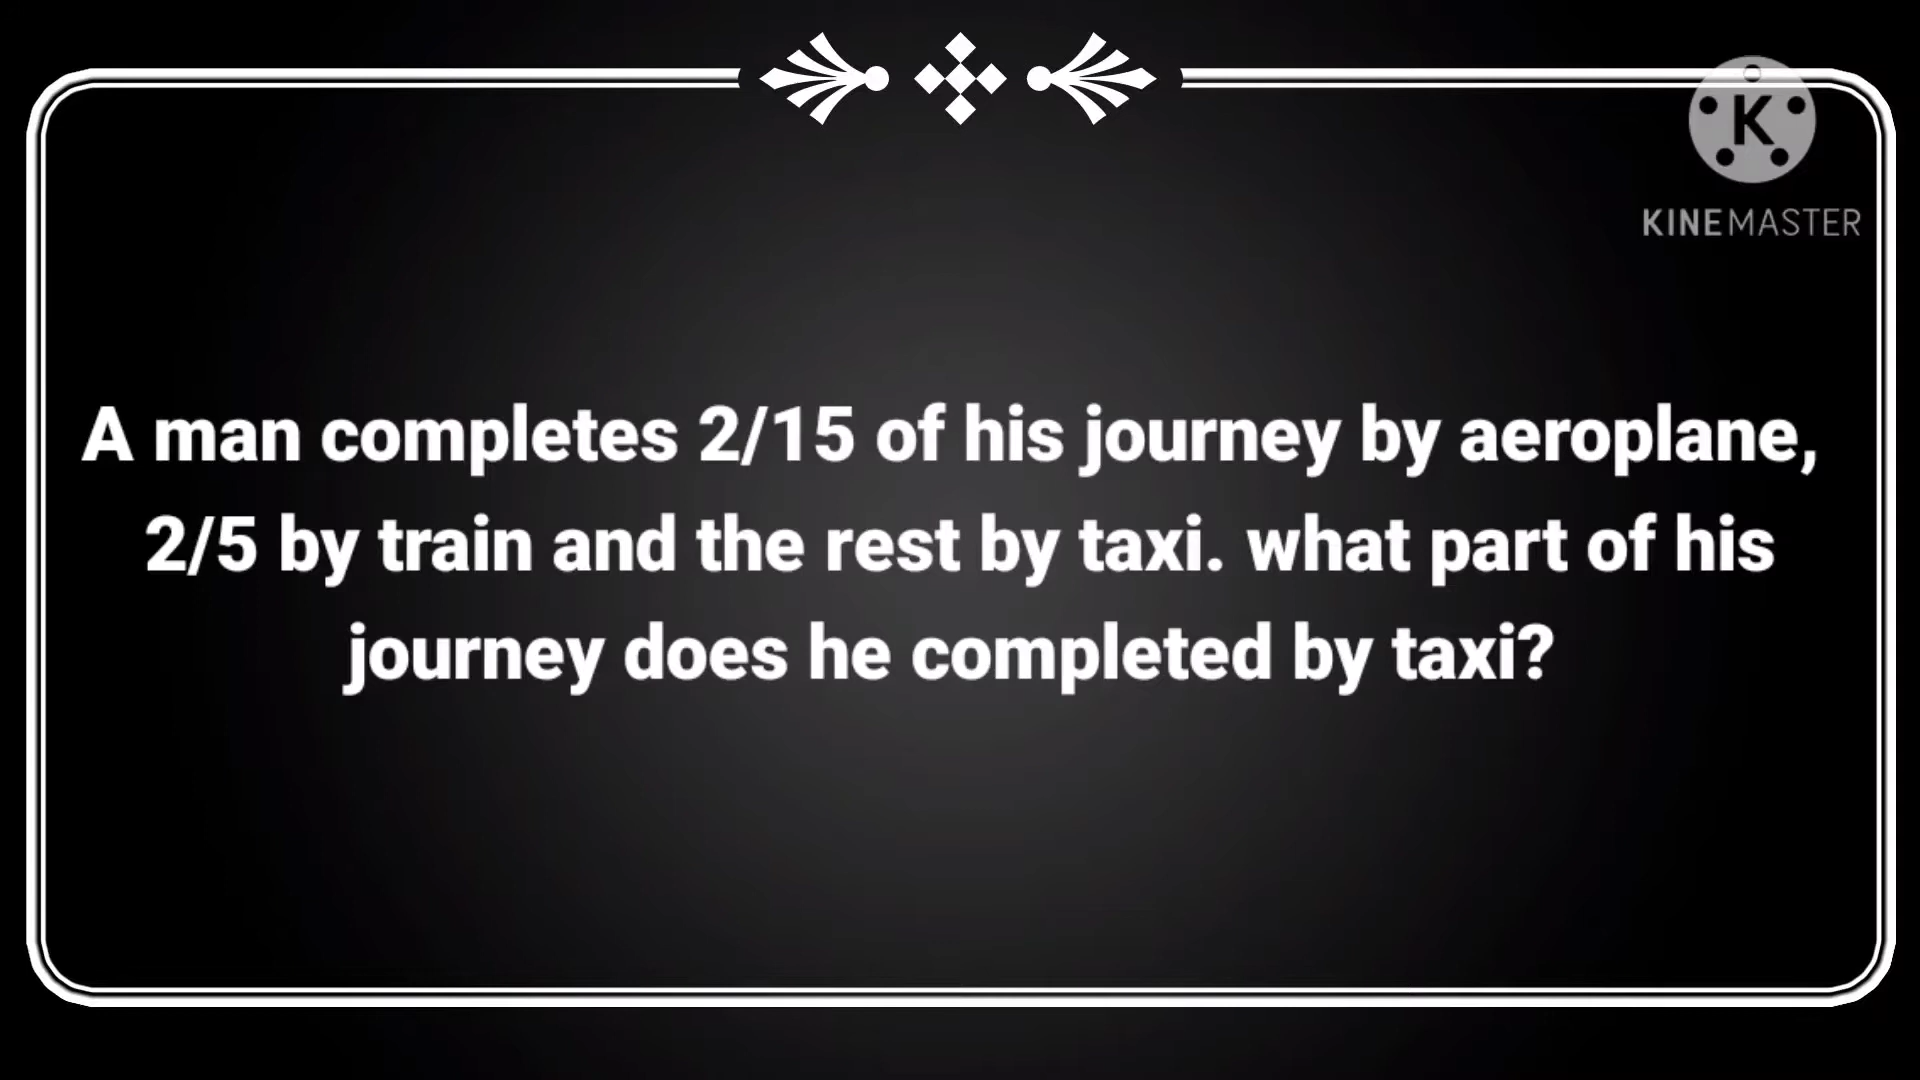 K
KINEMASTER
A man completes 2/15 of his journey by aeroplane,
2/5 by train and the rest by taxi. what part of his
journey does he completed by taxi?